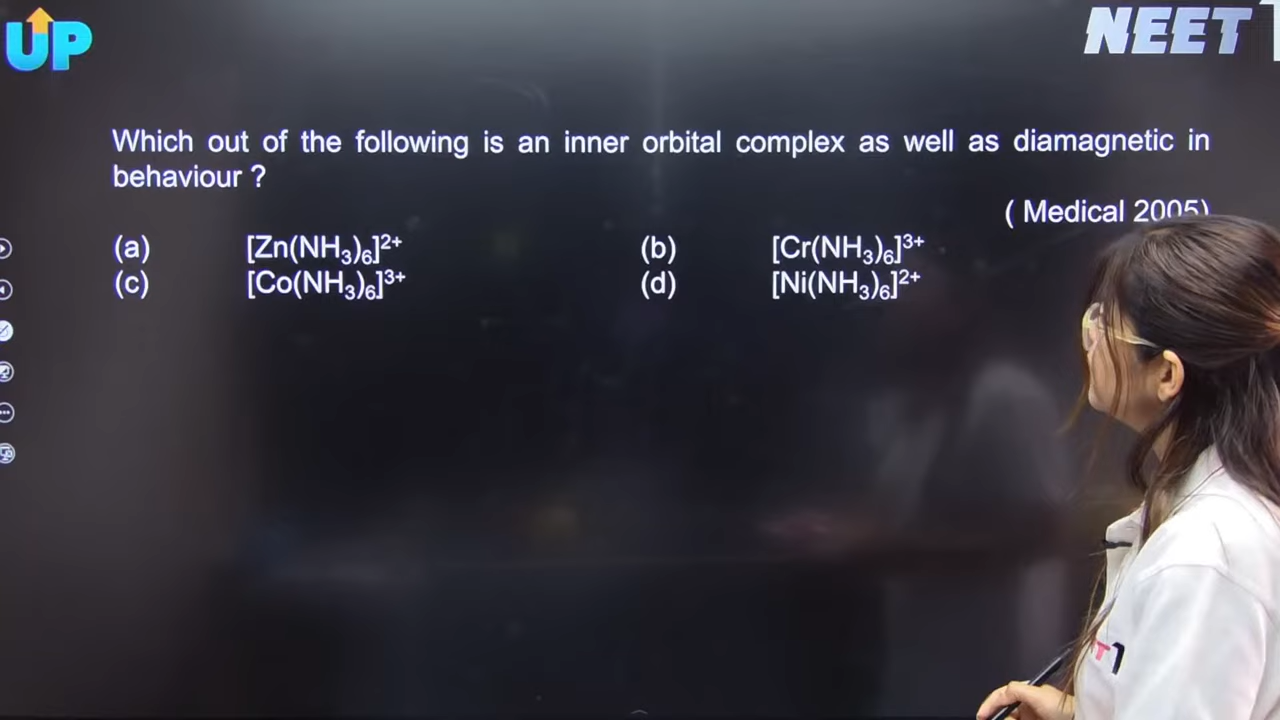 UP
NEET
Which out of the following is an inner orbital complex as well as diamagnetic in
behaviour ?
( Medical 2005)
(a) [Zn(NH₃)₆]²⁺ (b) [Cr(NH₃)₆]³⁺
(c) [Co(NH₃)₆]³⁺ (d) [Ni(NH₃)₆]²⁺